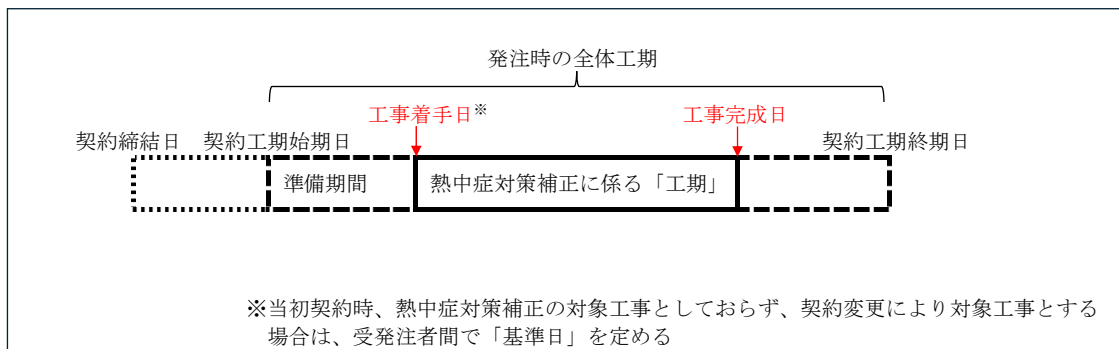 発注時の全体工期
工事着手日※
工事完成日
契約締結日
契約工期始期日
契約工期終期日
準備期間
熱中症対策補正に係る「工期」
※当初契約時、熱中症対策補正の対象工事としておらず、契約変更により対象工事とする
場合は、受発注者間で「基準日」を定める